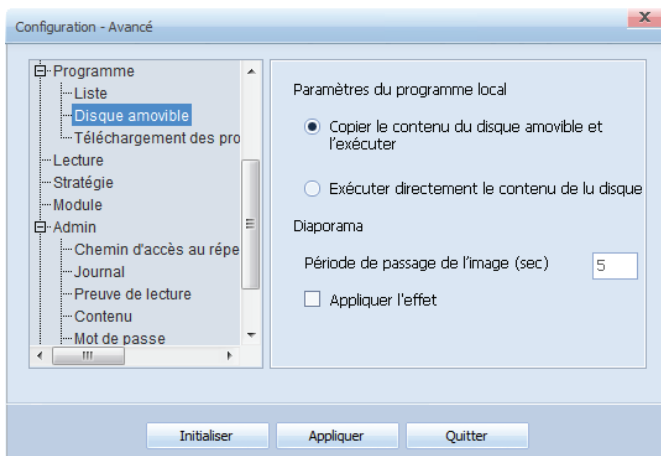 Configuration - Avancé
x
Programme
Liste
Disque amovible
Téléchargement des pro
Lecture
Stratégie
Module
Admin
Chemin d'accès au répe
Journal
Preuve de lecture
Contenu
Mot de passe
Paramètres du programme local
Copier le contenu du disque amovible et
l'exécuter
Exécuter directement le contenu de lu disque
Diaporama
Période de passage de l'image (sec) 5
Appliquer l'effet
Initialiser Appliquer Quitter